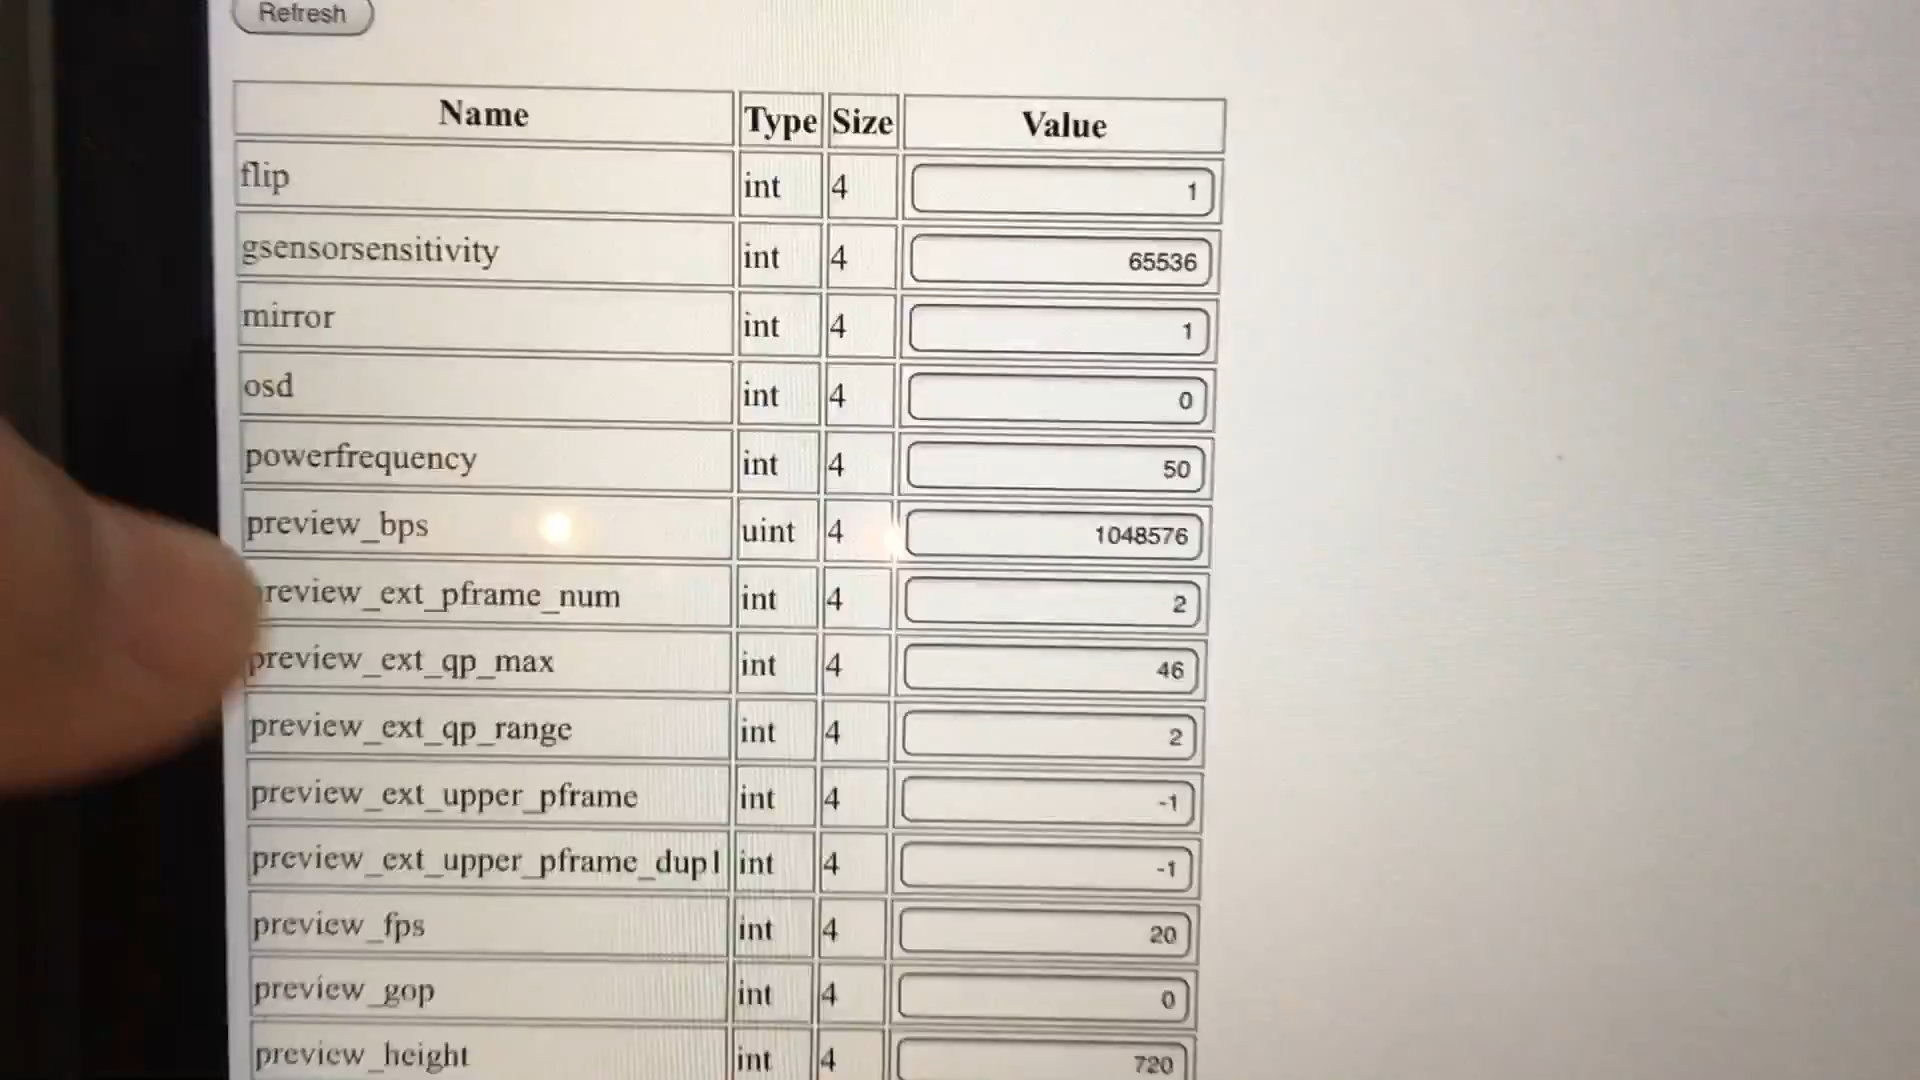 Refresh
Name Type Size Value
flip int 4 1
gsensorsensitivity int 4 65536
mirror int 4 1
osd int 4 0
powerfrequency int 4 50
preview_bps uint 4 1048576
preview_ext_pframe_num int 4 2
preview_ext_qp_max int 4 46
preview_ext_qp_range int 4 2
preview_ext_upper_pframe int 4 -1
preview_ext_upper_pframe_dup1 int 4 -1
preview_fps int 4 20
preview_gop int 4 0
preview_height int 4 720